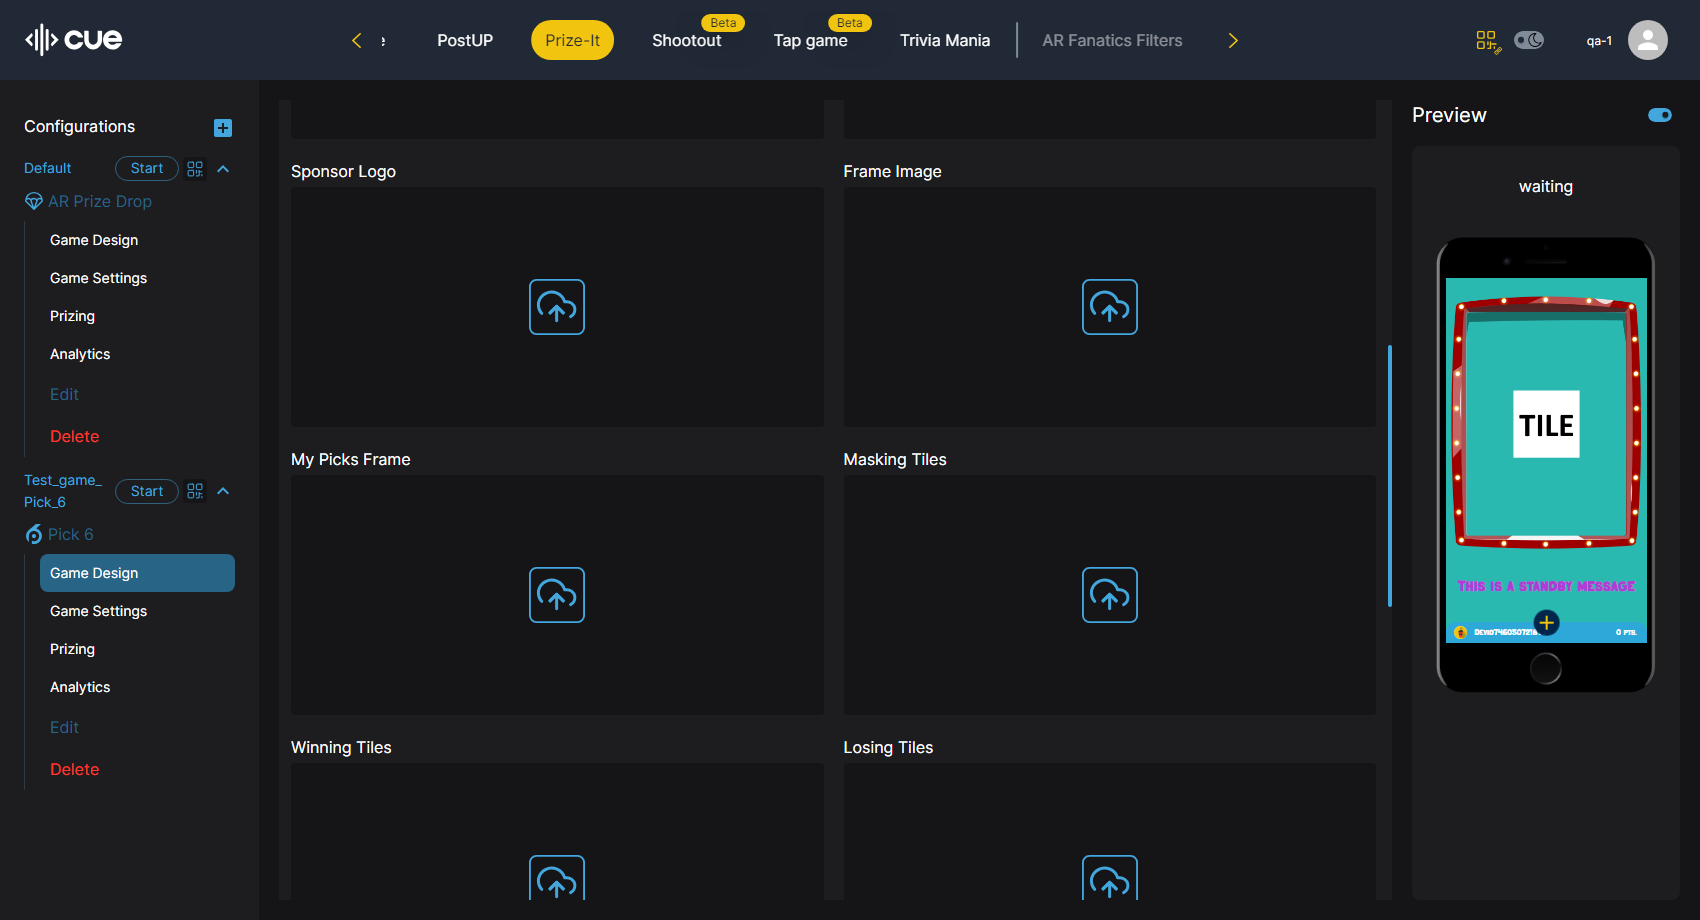 cue
PostUP
Prize-It
Beta
Shootout
Beta
Tap game
Trivia Mania
AR Fanatics Filters
qa-1
Configurations
Default
Start
AR Prize Drop
Game Design
Game Settings
Prizing
Analytics
Edit
Delete
Test_game_
Pick_6
Start
Pick 6
Game Design
Game Settings
Prizing
Analytics
Edit
Delete
Sponsor Logo
Frame Image
My Picks Frame
Masking Tiles
Winning Tiles
Losing Tiles
Preview
waiting
TILE
THIS IS A STANDBY MESSAGE
0 PTS.